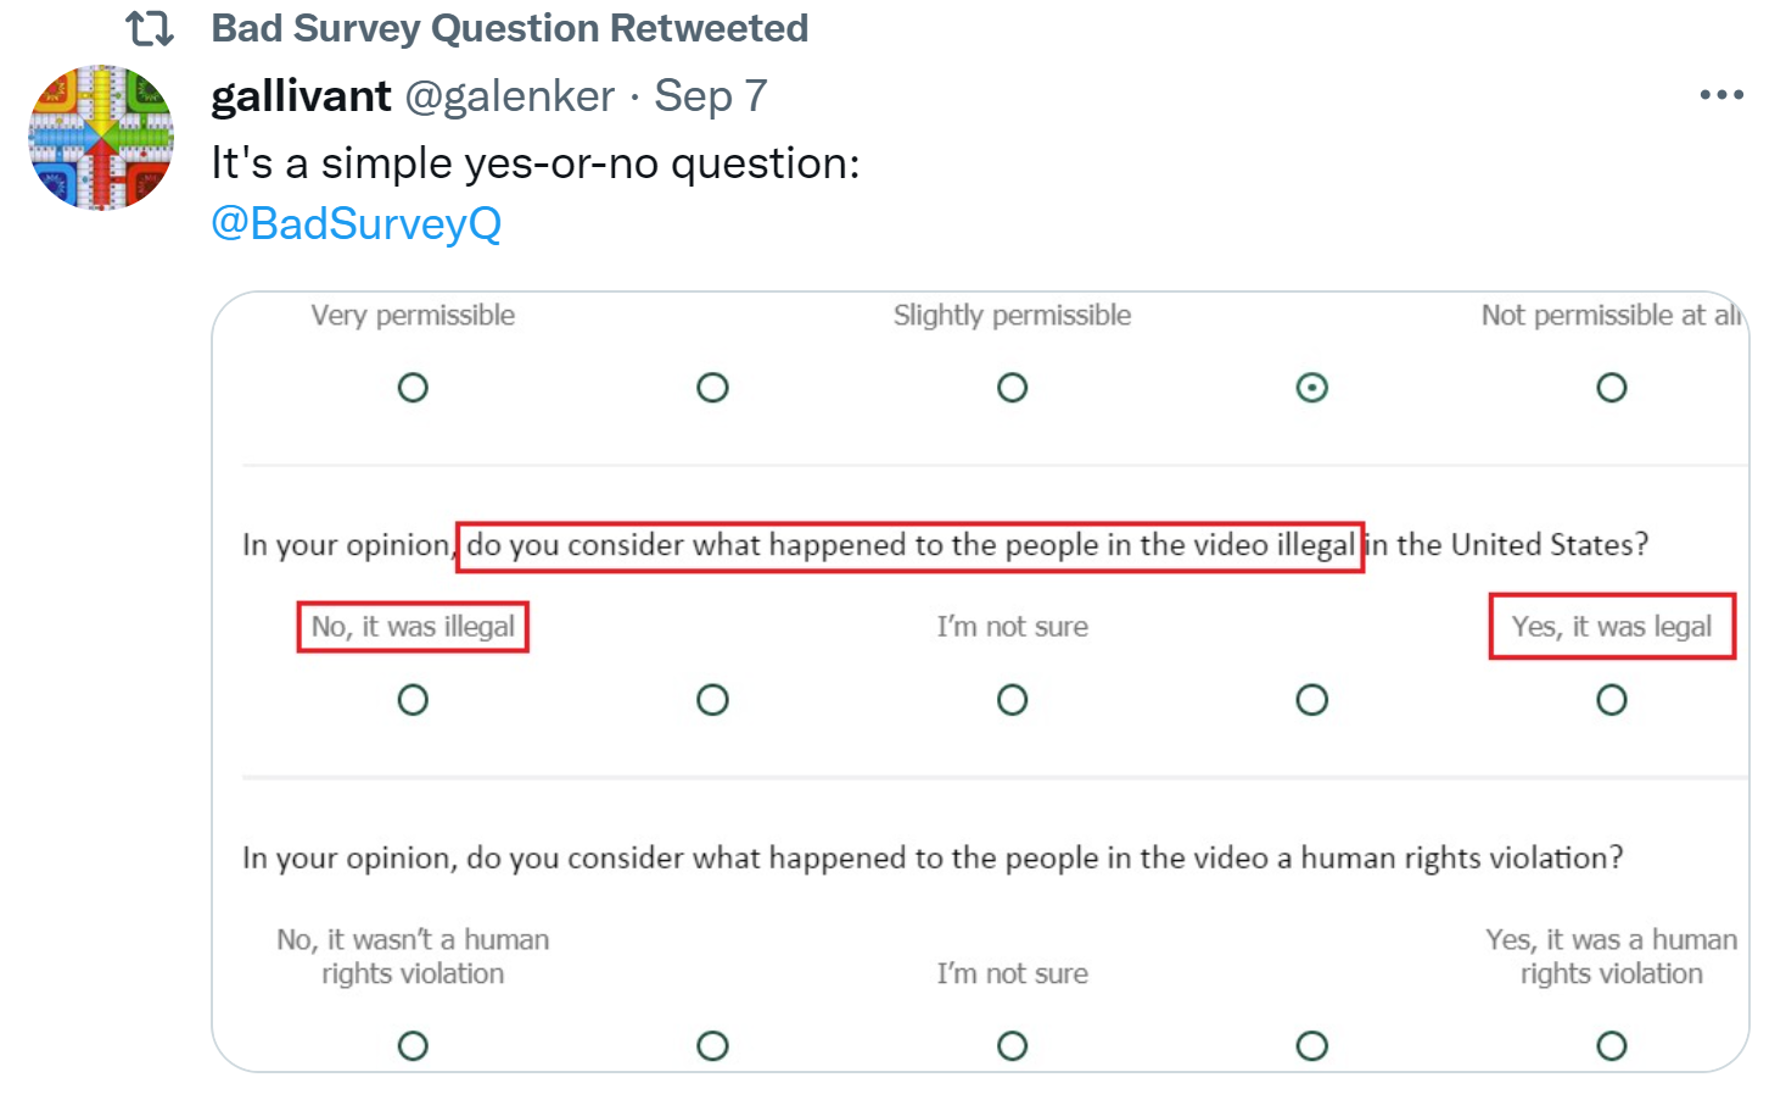 Bad Survey Question Retweeted
gallivant @galenker · Sep 7
It's a simple yes-or-no question:
@BadSurveyQ
Very permissible Slightly permissible Not permissible at all
In your opinion, do you consider what happened to the people in the video illegal in the United States?
No, it was illegal I'm not sure Yes, it was legal
In your opinion, do you consider what happened to the people in the video a human rights violation?
No, it wasn't a human
rights violation
I'm not sure
Yes, it was a human
rights violation